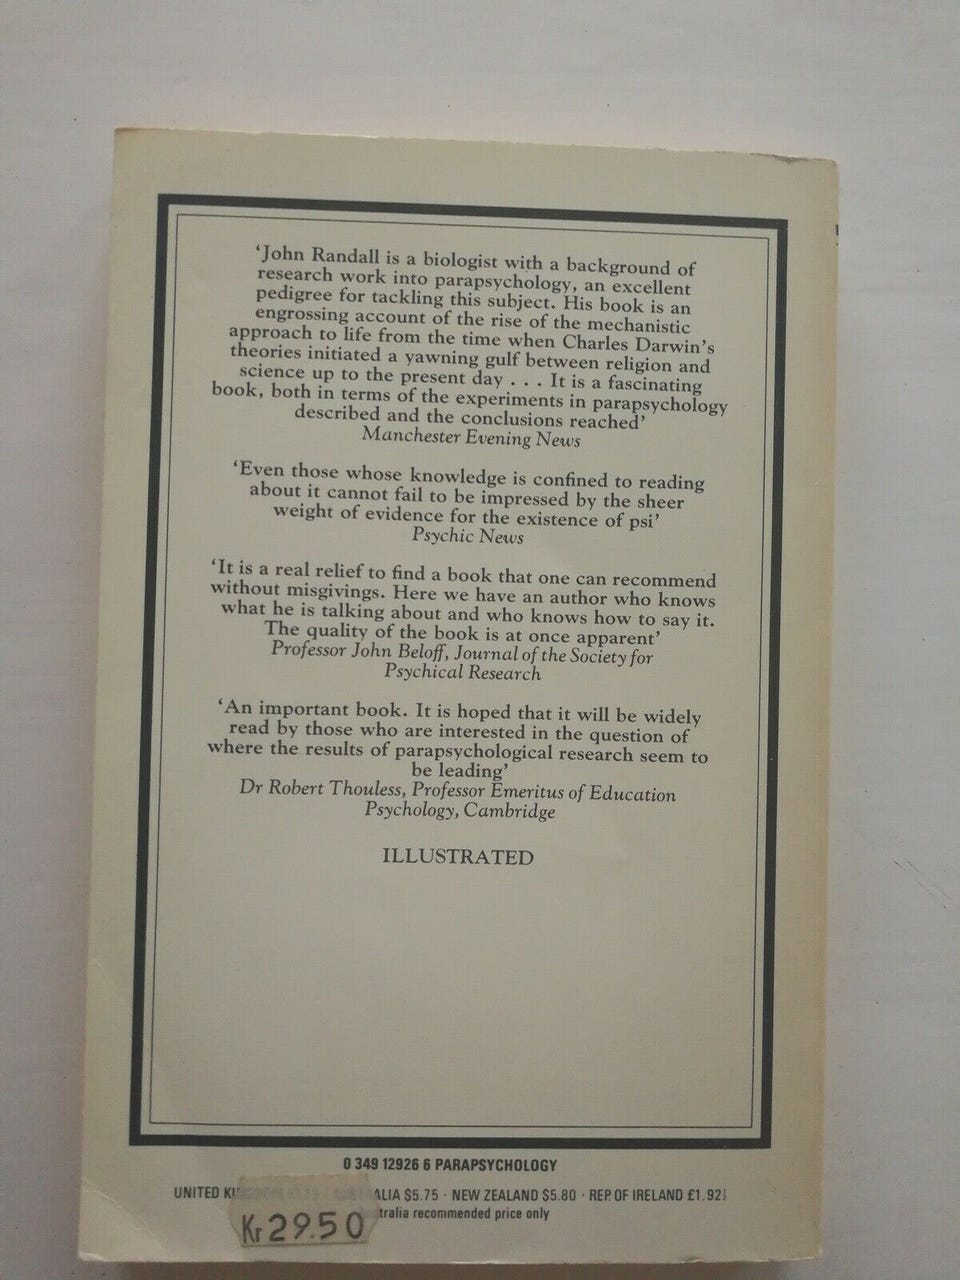 ‘John Randall is a biologist with a background of
research work into parapsychology, an excellent
pedigree for tackling this subject. His book is an
engrossing account of the rise of the mechanistic
approach to life from the time when Charles Darwin’s
theories initiated a yawning gulf between religion and
science up to the present day . . . It is a fascinating
book, both in terms of the experiments in parapsychology
described and the conclusions reached’
Manchester Evening News
‘Even those whose knowledge is confined to reading
about it cannot fail to be impressed by the sheer
weight of evidence for the existence of psi’
Psychic News
‘It is a real relief to find a book that one can recommend
without misgivings. Here we have an author who knows
what he is talking about and who knows how to say it.
The quality of the book is at once apparent’
Professor John Beloff, Journal of the Society for
Psychical Research
‘An important book. It is hoped that it will be widely
read by those who are interested in the question of
where the results of parapsychological research seem to
be leading’
Dr Robert Thouless, Professor Emeritus of Education
Psychology, Cambridge
ILLUSTRATED
0 349 12926 6 PARAPSYCHOLOGY
UNITED $5.75 · NEW ZEALAND $5.80 · REP. OF IRELAND £1.92½
recommended price only
Kr 29.50